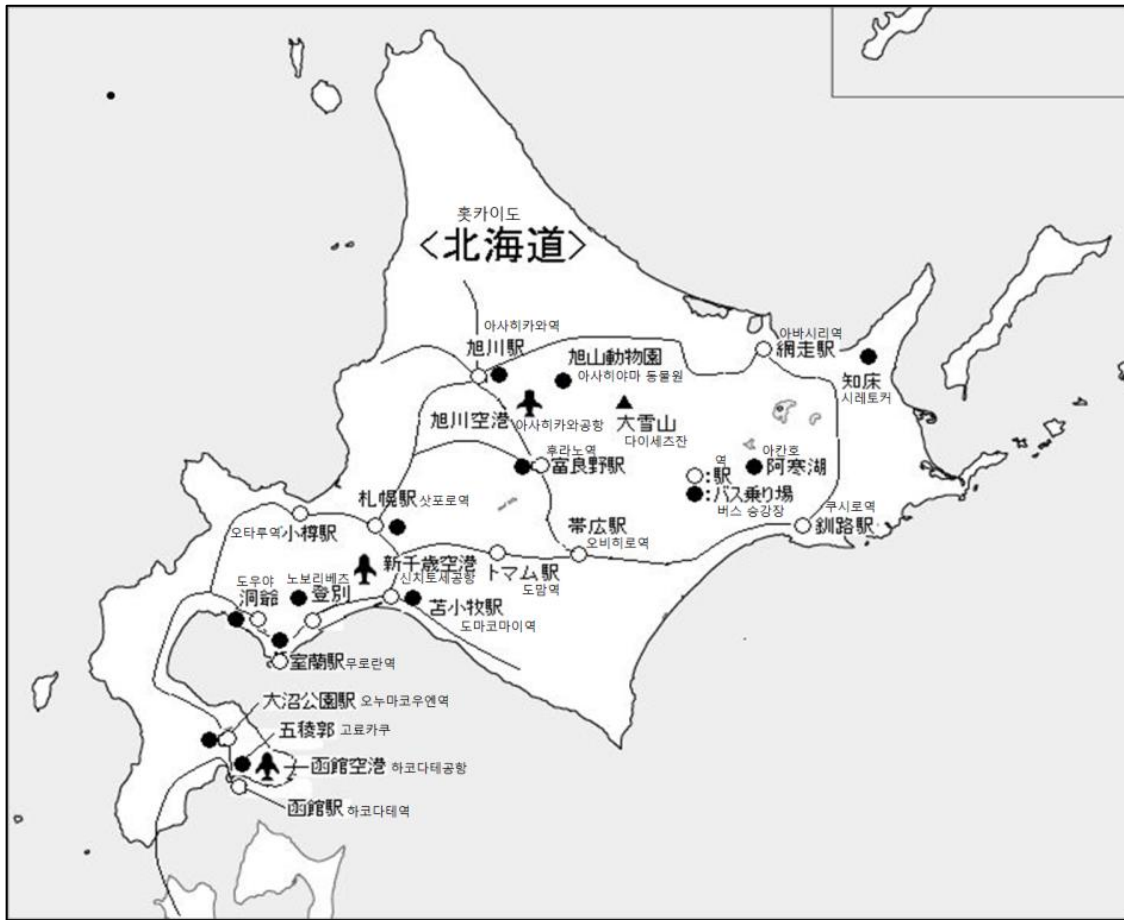 홋카이도
<北海道>
아사히카와역
旭川駅
旭山動物園
아사히야마 동물원
아바시리역
網走駅
知床
시레토커
旭川空港 아사히카와공항
大雪山
다이세츠잔
후라노역
富良野駅
역
:駅
:バス乗り場
버스 승강장
아칸호
阿寒湖
札幌駅 삿포로역
오타루역 小樽駅
帯広駅
오비히로역
쿠시로역
釧路駅
新千歳空港
신치토세공항
トマム駅
도맘역
도우야
洞爺
노보리베츠
登別
苫小牧駅
도마코마이역
室蘭駅 무로란역
大沼公園駅 오누마코우엔역
五稜郭 고료카쿠
函館空港 하코다테공항
函館駅 하코다테역